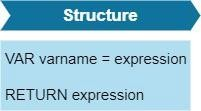 Structure
VAR varname = expression
RETURN expression